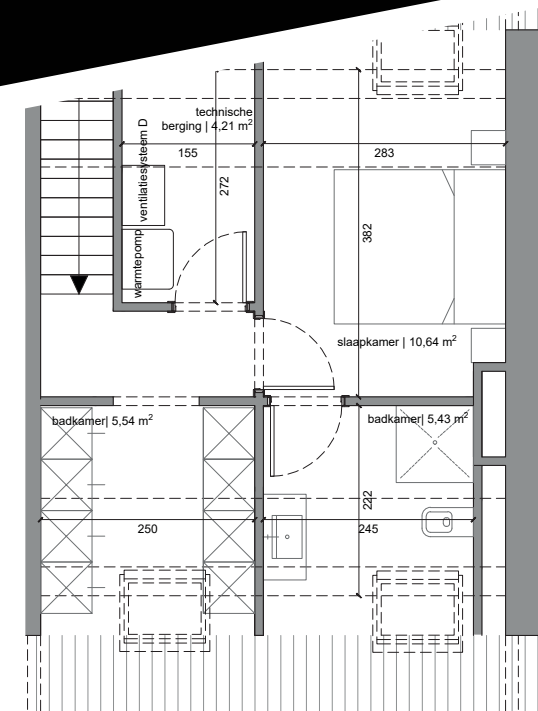 technische
berging | 4,21 m²
155
283
ventilatiesysteem D
272
382
warmtepomp
slaapkamer | 10,64 m²
badkamer| 5,54 m²
badkamer| 5,43 m²
222
250
245